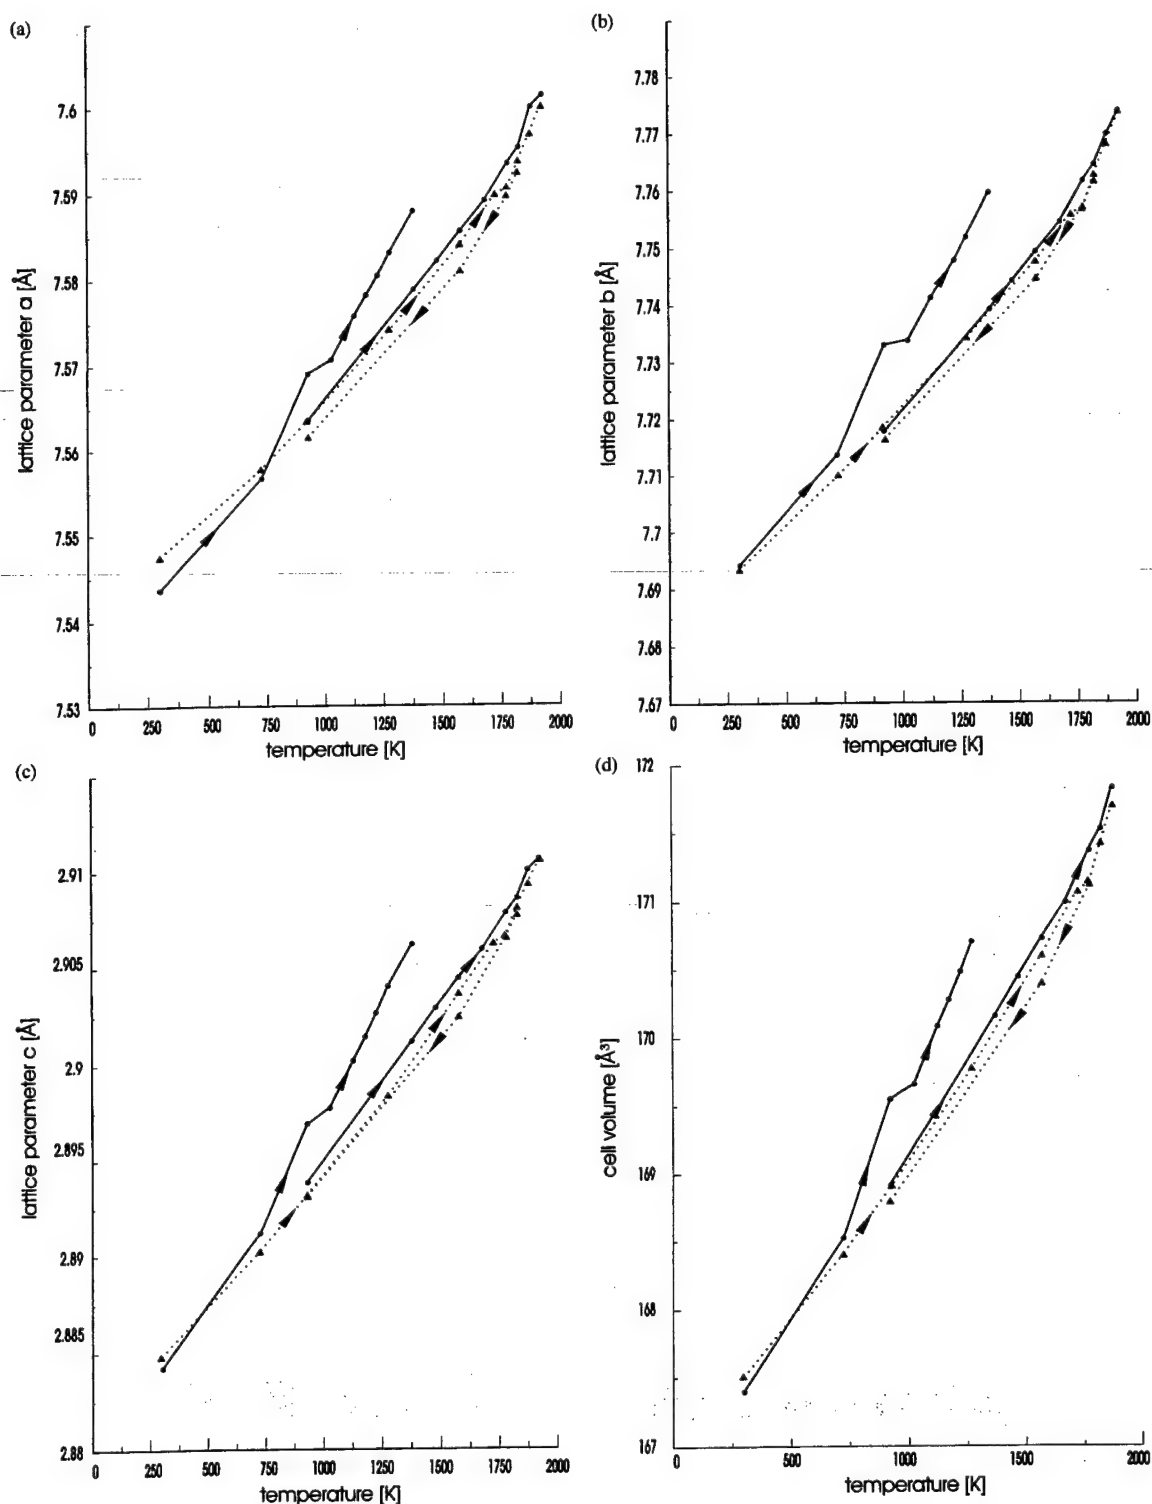 (a)
7.6
7.59
7.58
7.57
7.56
7.55
7.54
7.53
lattice parameter a [Å]
0 250 500 750 1000 1250 1500 1750 2000
temperature [K]
(b)
7.78
7.77
7.76
7.75
7.74
7.73
7.72
7.71
7.7
7.69
7.68
7.67
lattice parameter b [Å]
0 250 500 750 1000 1250 1500 1750 2000
temperature [K]
(c)
2.91
2.905
2.9
2.895
2.89
2.885
2.88
lattice parameter c [Å]
0 250 500 750 1000 1250 1500 1750 2000
temperature [K]
(d)
172
171
170
169
168
167
cell volume [Å³]
0 500 1000 1500 2000
temperature [K]